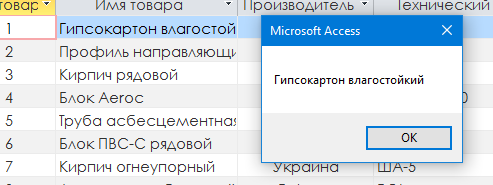 товар Имя товара Производитель Технический
1 Гипсокартон влагостой
2 Профиль направляющи
3 Кирпич рядовой
4 Блок Aeroc 0
5 Труба асбесцементная
6 Блок ПВС-С рядовой
7 Кирпич огнеупорный Украина ША-5
Microsoft Access
Гипсокартон влагостойкий
OK